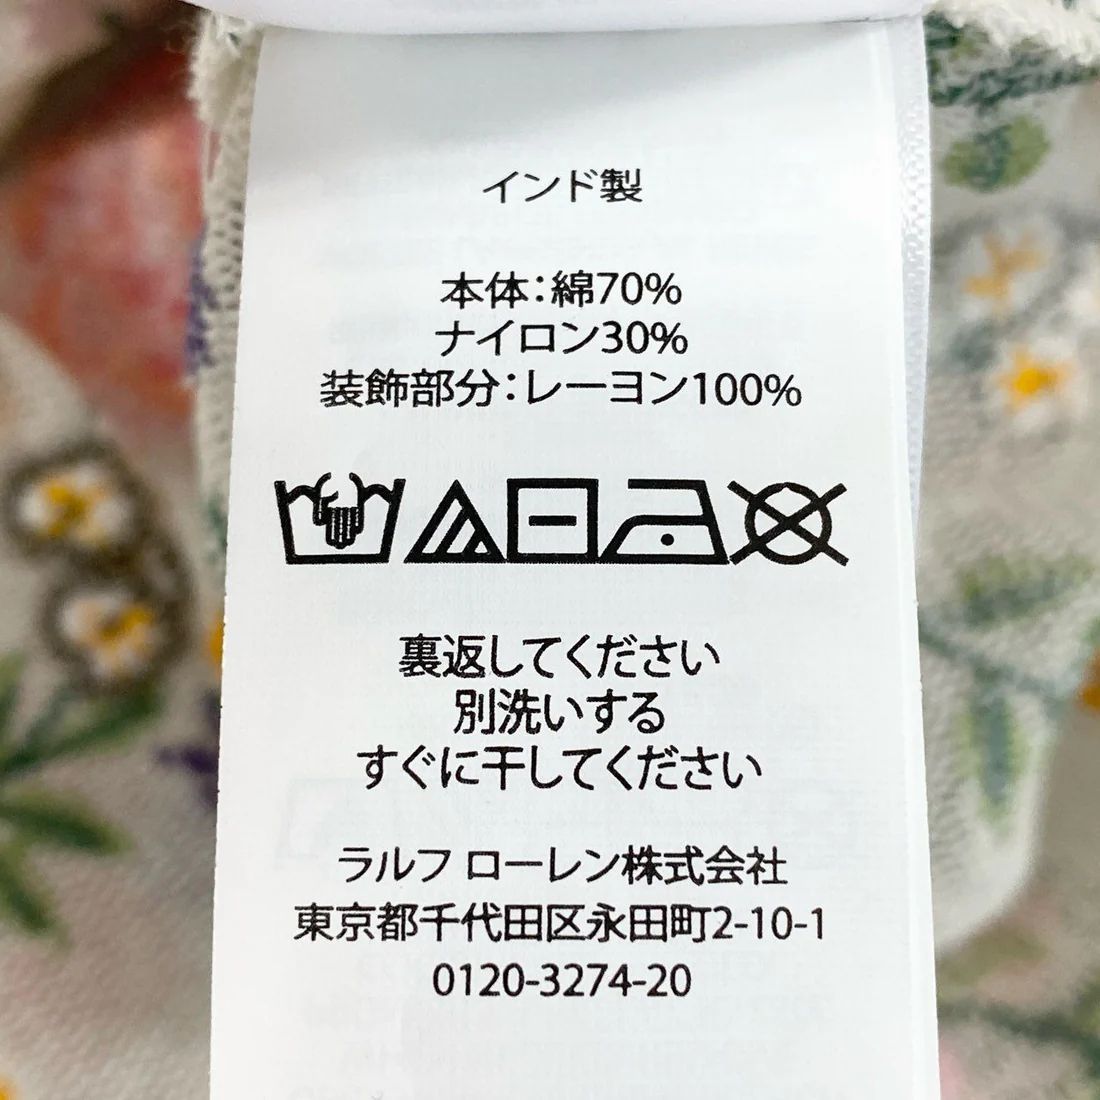 インド製
本体：綿70%
ナイロン30%
装飾部分：レーヨン100%
裏返してください
別洗いする
すぐに干してください
ラルフ ローレン株式会社
東京都千代田区永田町2-10-1
0120-3274-20